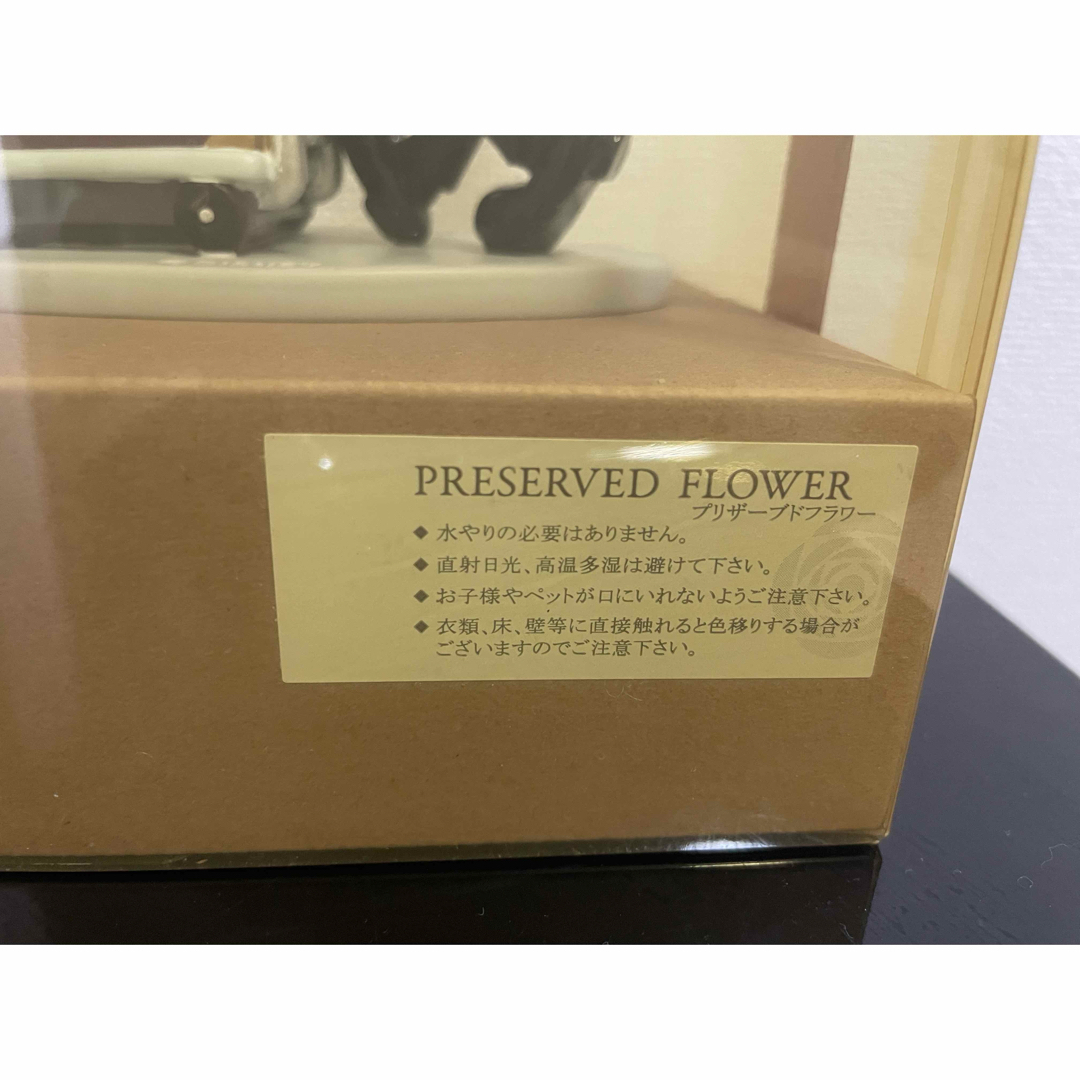 PRESERVED FLOWER
プリザーブドフラワー
◆ 水やりの必要はありません。
◆ 直射日光、高温多湿は避けて下さい。
◆ お子様やペットが口にいれないようご注意下さい。
◆ 衣類、床、壁等に直接触れると色移りする場合が
ございますのでご注意下さい。